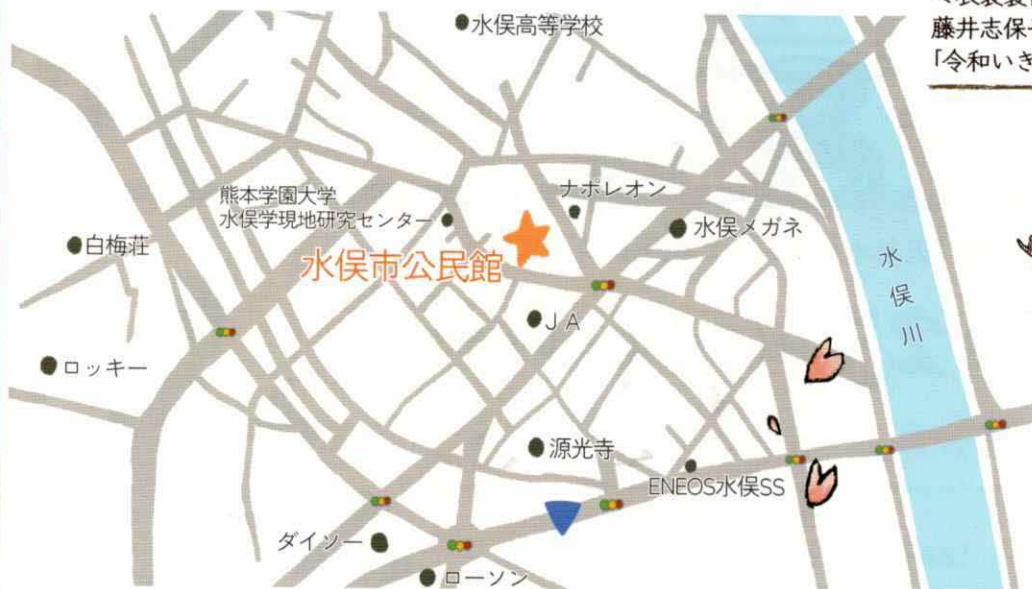 水俣高等学校
藤井志保
「令和いき
熊本学園大学
水俣学現地研究センター
ナポレオン
水俣メガネ
白梅荘
水俣市公民館
水俣川
ＪＡ
ロッキー
源光寺
ENEOS水俣SS
ダイソー
ローソン